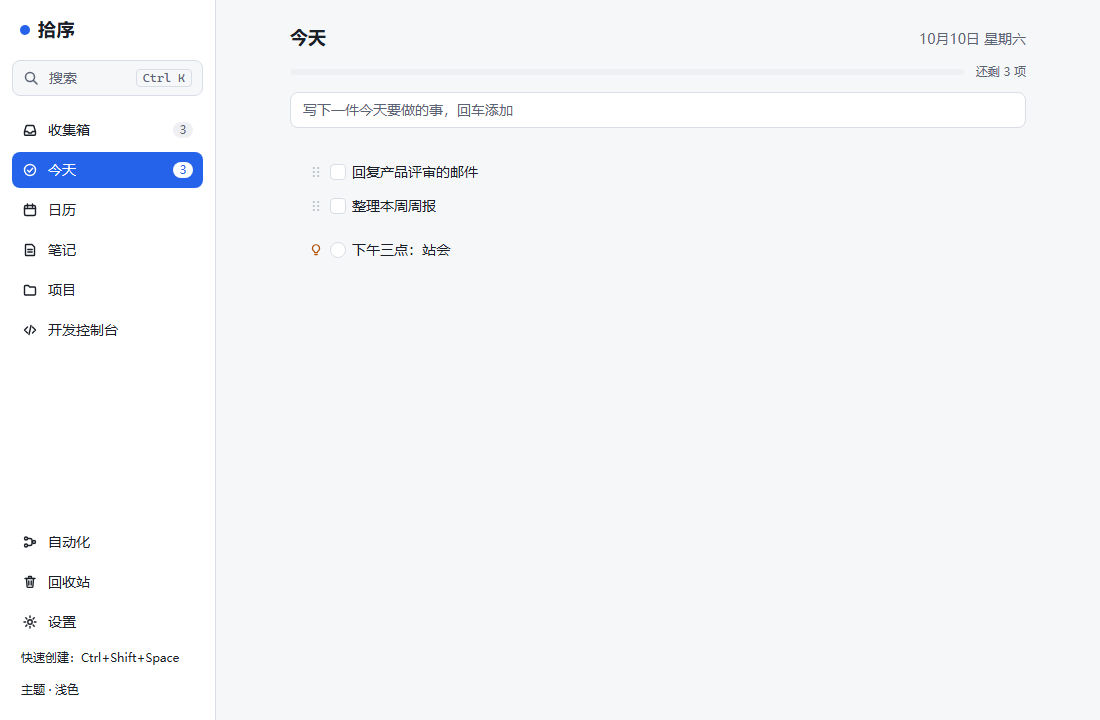 拾序
搜索 Ctrl K
收集箱 3
今天 3
日历
笔记
项目
开发控制台
自动化
回收站
设置
快速创建：Ctrl+Shift+Space
主题 · 浅色
今天 10月10日 星期六
还剩 3 项
写下一件今天要做的事，回车添加
回复产品评审的邮件
整理本周周报
下午三点：站会